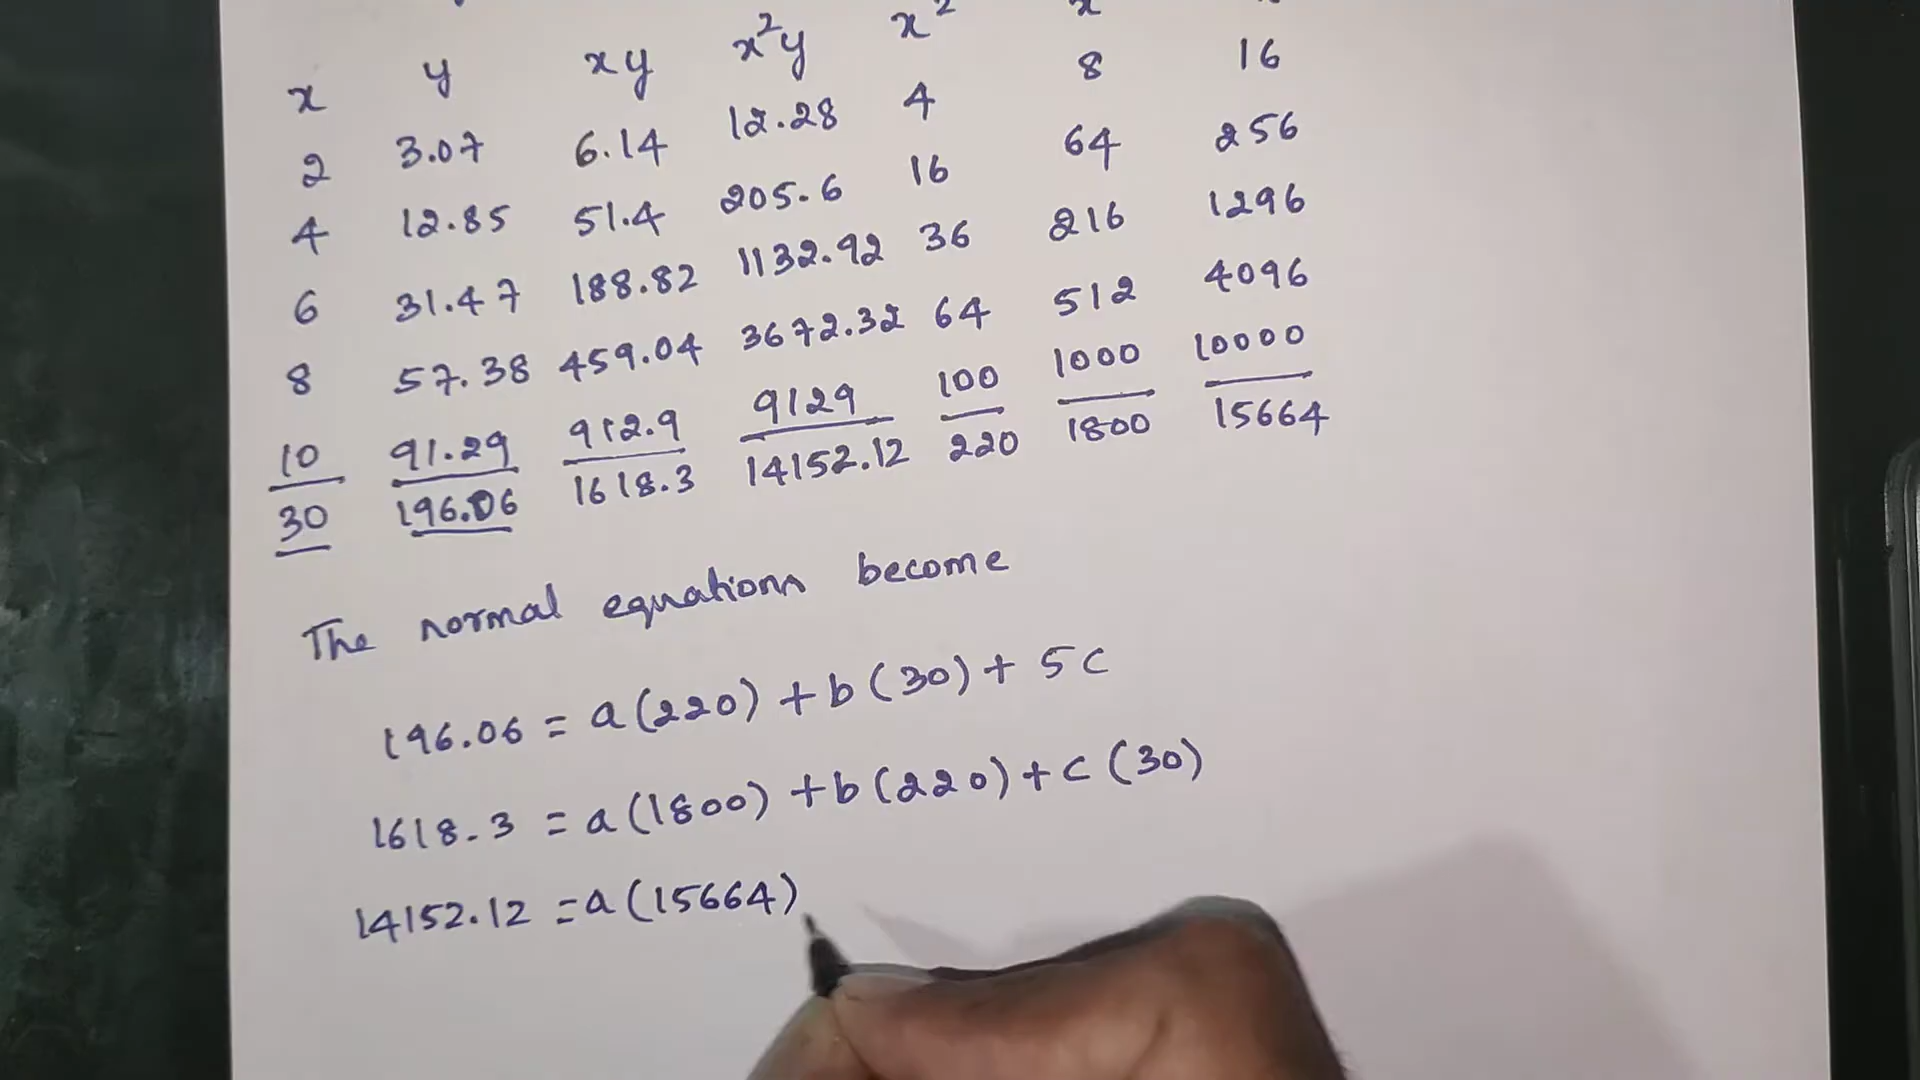 x y xy x²y x² x
2 3.07 6.14 12.28 4 8 16
4 12.85 51.4 205.6 16 64 256
6 31.47 188.82 1132.92 36 216 1296
8 57.38 459.04 3672.32 64 512 4096
10 91.29 912.9 9129 100 1000 10000
30 196.06 1618.3 14152.12 220 1800 15664
The normal equations become
196.06 = a(220) + b(30) + 5c
1618.3 = a(1800) + b(220) + c(30)
14152.12 = a(15664)